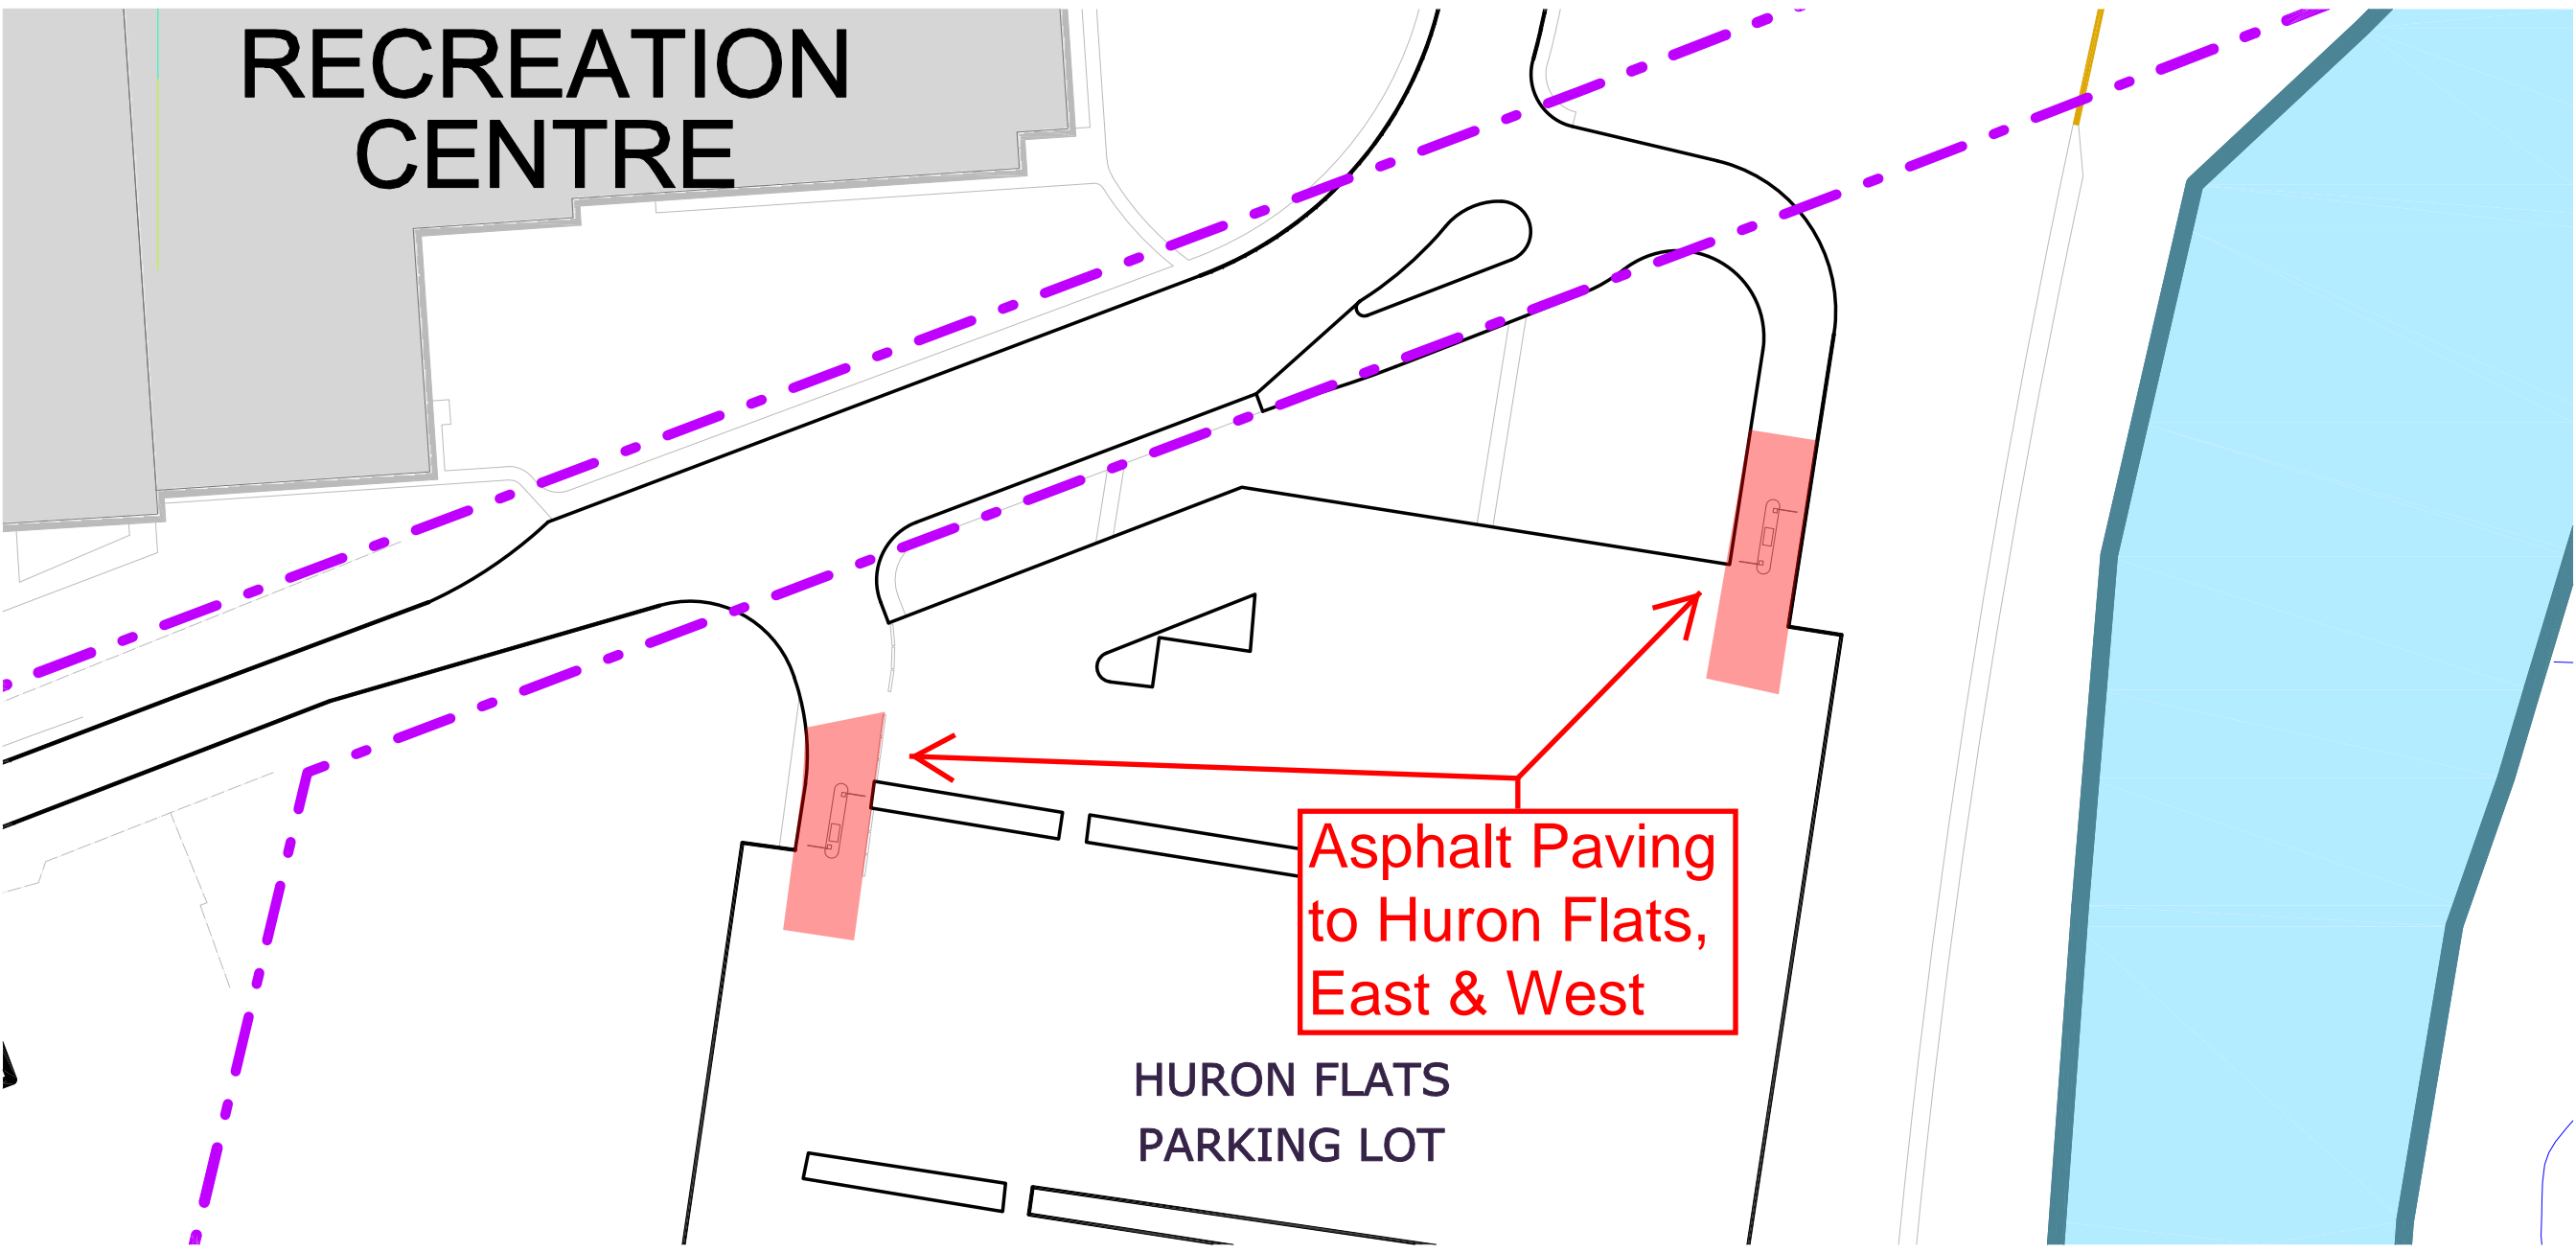 RECREATION
CENTRE
Asphalt Paving
to Huron Flats,
East & West
HURON FLATS
PARKING LOT